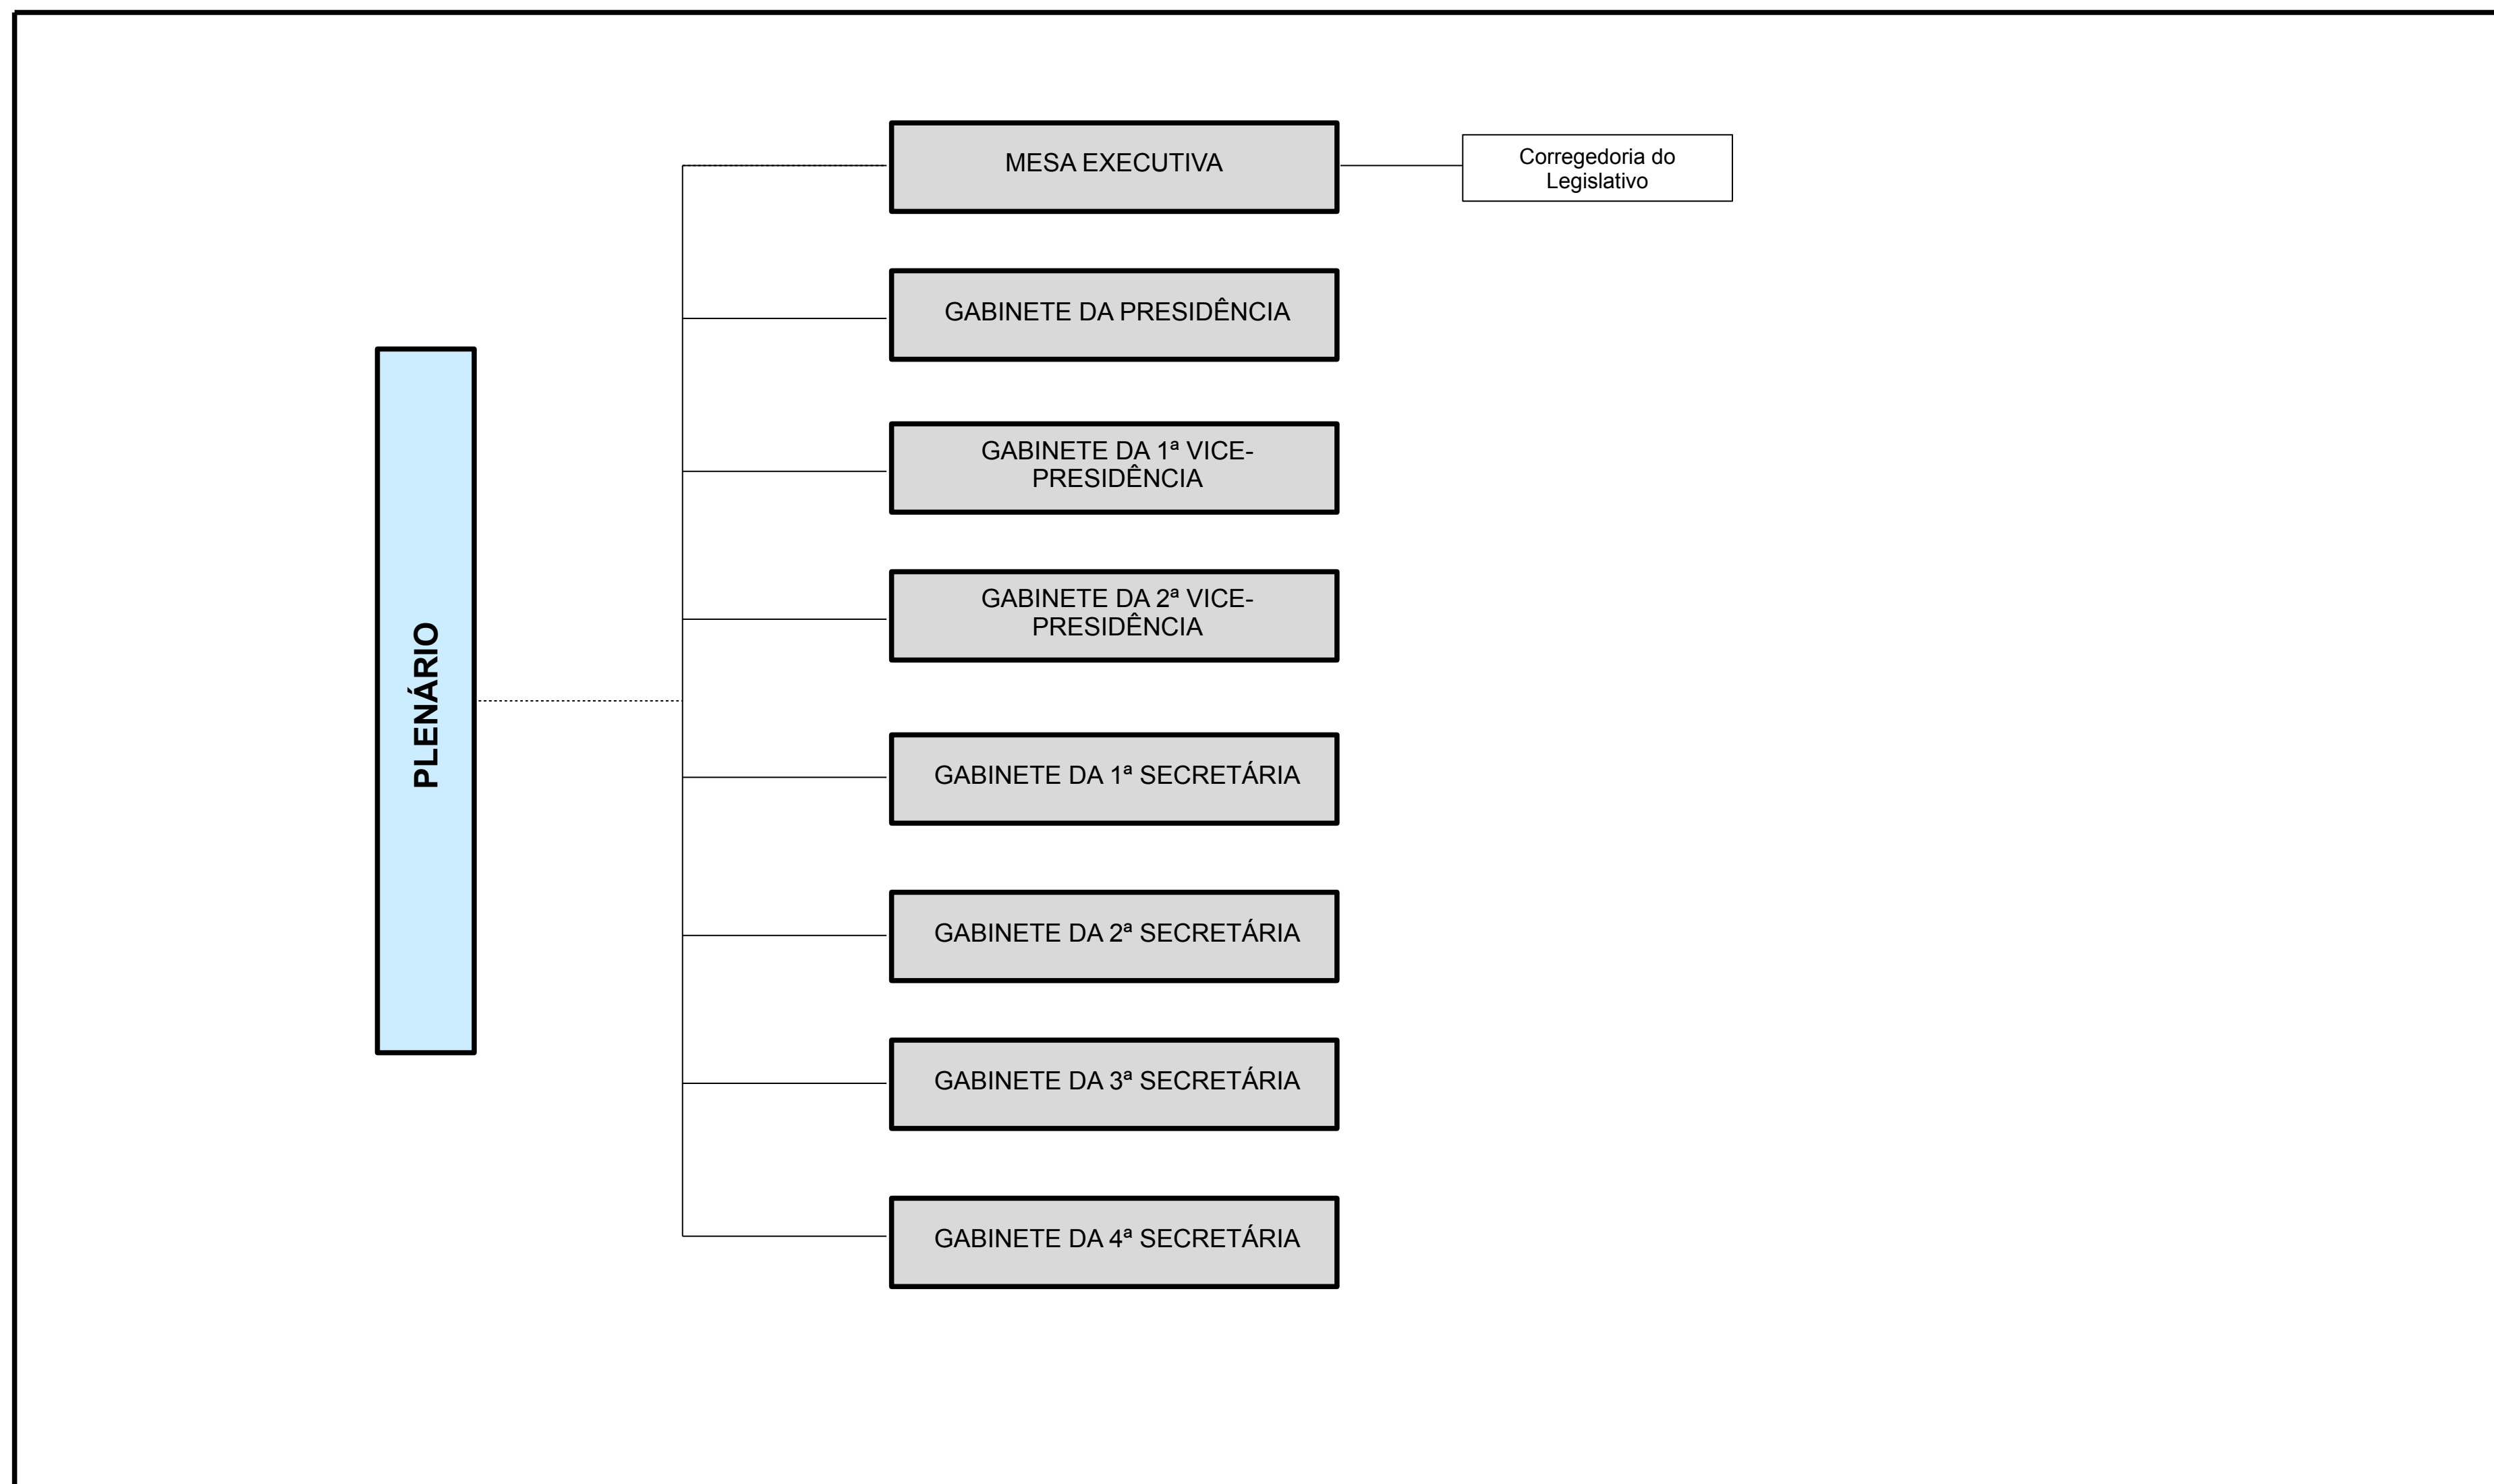 MESA EXECUTIVA
Corregedoria do
Legislativo
GABINETE DA PRESIDÊNCIA
GABINETE DA 1ª VICE-
PRESIDÊNCIA
GABINETE DA 2ª VICE-
PRESIDÊNCIA
PLENÁRIO
GABINETE DA 1ª SECRETÁRIA
GABINETE DA 2ª SECRETÁRIA
GABINETE DA 3ª SECRETÁRIA
GABINETE DA 4ª SECRETÁRIA